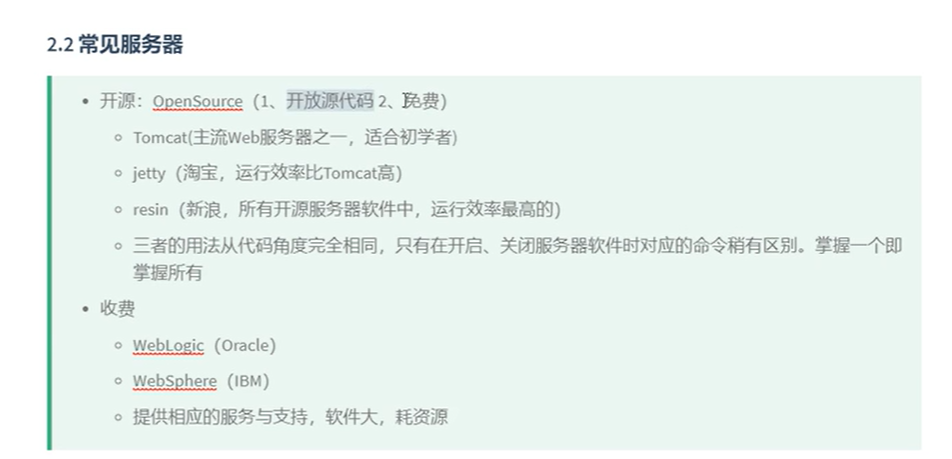 2.2 常见服务器
开源：OpenSource（1、开放源代码 2、免费）
Tomcat(主流Web服务器之一，适合初学者)
jetty（淘宝，运行效率比Tomcat高）
resin（新浪，所有开源服务器软件中，运行效率最高的）
三者的用法从代码角度完全相同，只有在开启、关闭服务器软件时对应的命令稍有区别。掌握一个即
掌握所有
收费
WebLogic（Oracle）
WebSphere（IBM）
提供相应的服务与支持，软件大，耗资源